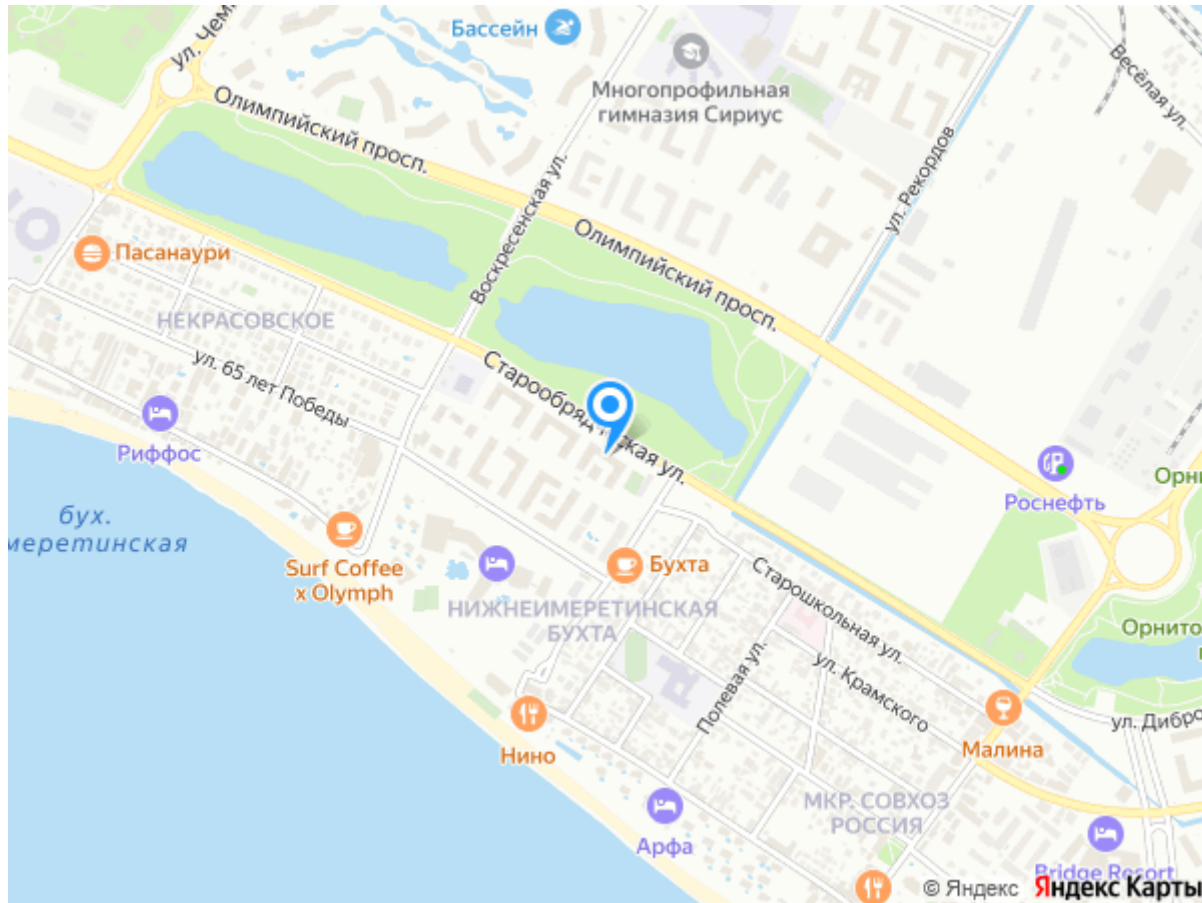 Бассейн
ул. Чем
Многопрофильная
гимназия Сириус
Весёлая ул.
Олимпийский просп.
Воскресенская ул.
ул. Рекордов
Пасанаури
Олимпийский просп.
НЕКРАСОВСКОЕ
ул. 65 лет Победы
Риффос
Роснефть
Орни
бух.
меретинская
Surf Coffee
x Olymph
Бухта
НИЖНЕИМЕРЕТИНСКАЯ
БУХТА
Старошкольная ул.
Орнито
Полевая ул.
ул. Крамского
ул. Дибро
Нино
Малина
МКР. СОВХОЗ
РОССИЯ
Арфа
Bridge Resort
© Яндекс Яндекс Карты